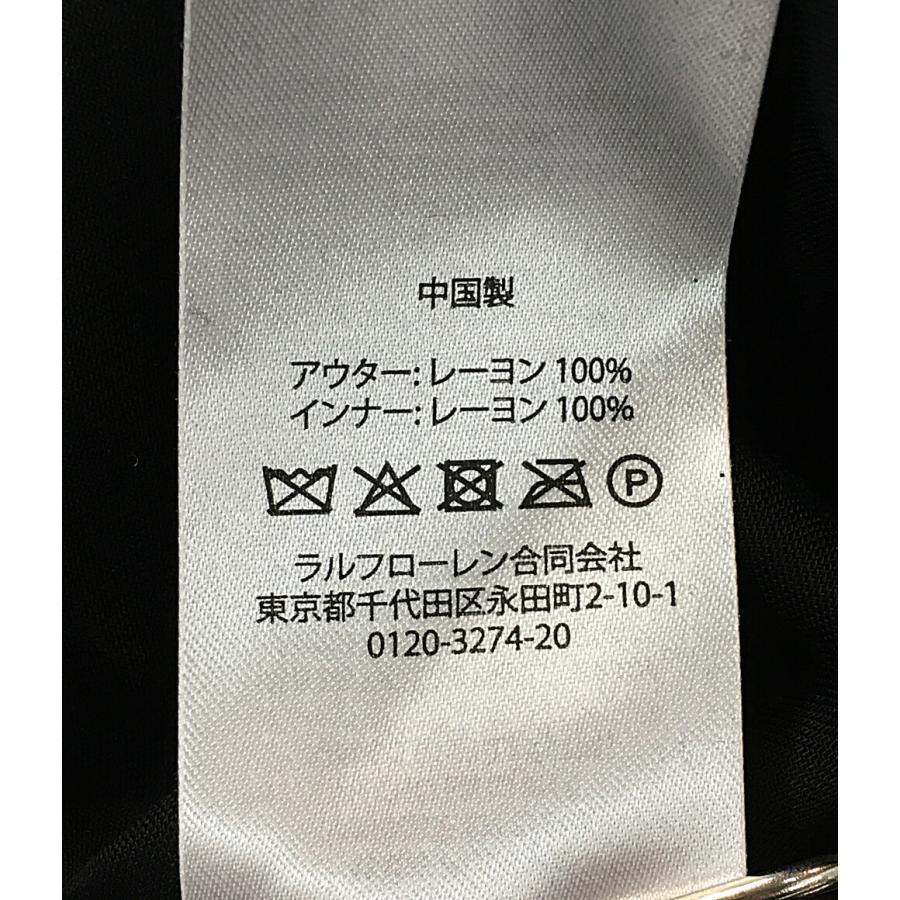 中国製
アウター: レーヨン 100%
インナー: レーヨン 100%
P
ラルフローレン合同会社
東京都千代田区永田町2-10-1
0120-3274-20